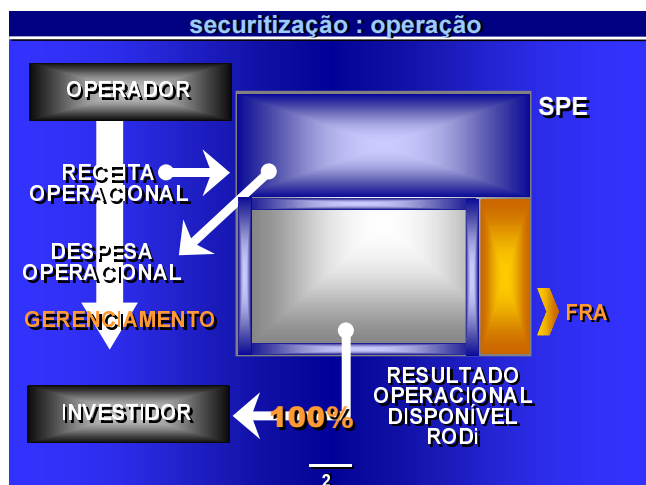 securitização : operação
OPERADOR
SPE
RECEITA
OPERACIONAL
DESPESA
OPERACIONAL
GERENCIAMENTO
FRA
RESULTADO
OPERACIONAL
DISPONÍVEL
RODi
INVESTIDOR
100%
2